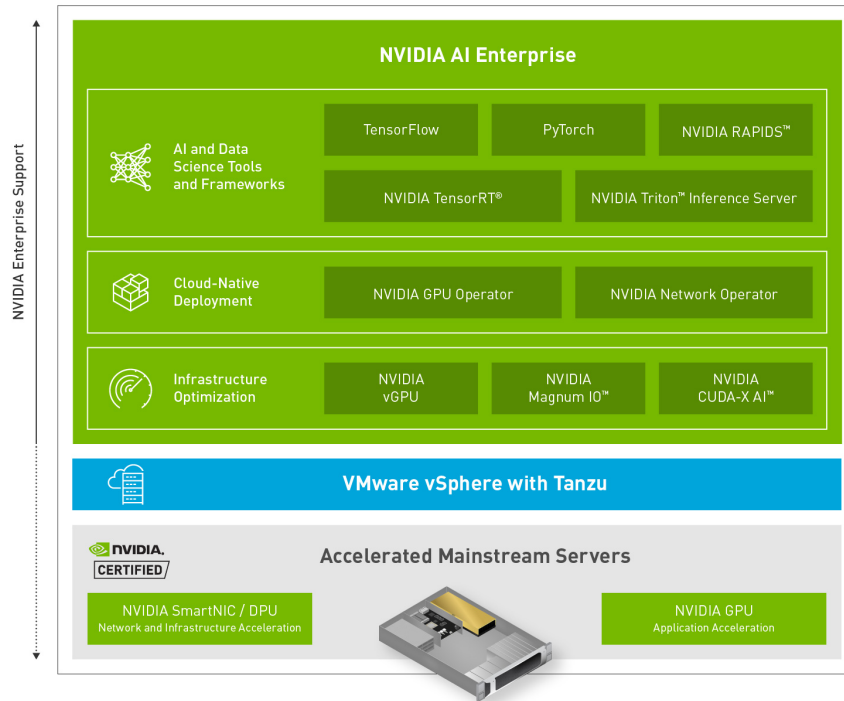 NVIDIA Enterprise Support
NVIDIA AI Enterprise
AI and Data
Science Tools
and Frameworks
TensorFlow
PyTorch
NVIDIA RAPIDS™
NVIDIA TensorRT®
NVIDIA Triton™ Inference Server
Cloud-Native
Deployment
NVIDIA GPU Operator
NVIDIA Network Operator
Infrastructure
Optimization
NVIDIA
vGPU
NVIDIA
Magnum IO™
NVIDIA
CUDA-X AI™
VMware vSphere with Tanzu
NVIDIA.
CERTIFIED
Accelerated Mainstream Servers
NVIDIA SmartNIC / DPU
Network and Infrastructure Acceleration
NVIDIA GPU
Application Acceleration